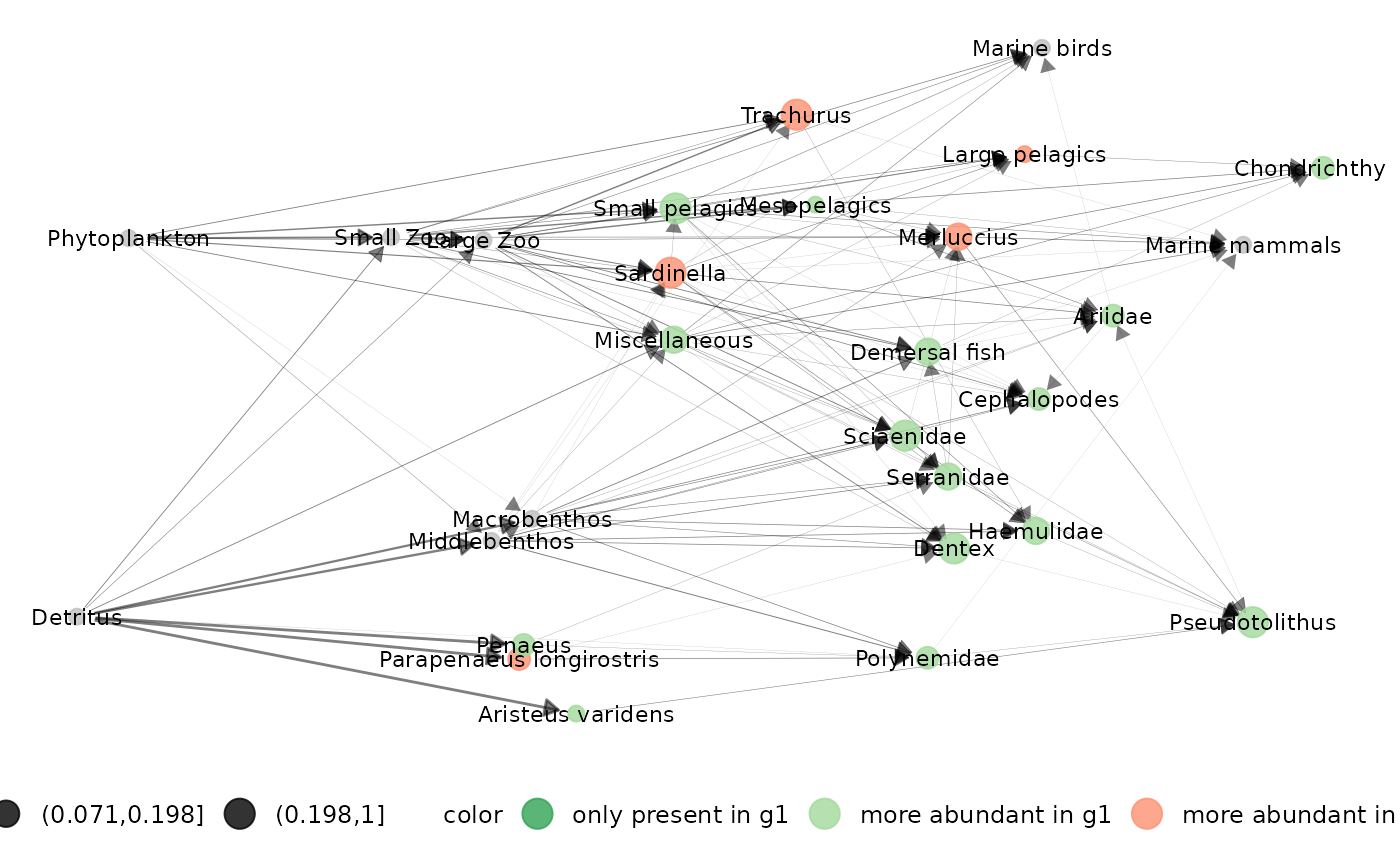 Marine birds
Trachurus
Large pelagics
Chondrichthy
Small pelagics
Mesopelagics
Phytoplankton
Small Zoo
Large Zoo
Merluccius
Marine mammals
Sardinella
Ariidae
Miscellaneous
Demersal fish
Cephalopodes
Sciaenidae
Serranidae
Macrobenthos
Haemulidae
Middlebenthos
Dentex
Detritus
Pseudotolithus
Penaeus
Parapenaeus longirostris
Polynemidae
Aristeus varidens
(0.071,0.198] (0.198,1] color only present in g1 more abundant in g1 more abundant in